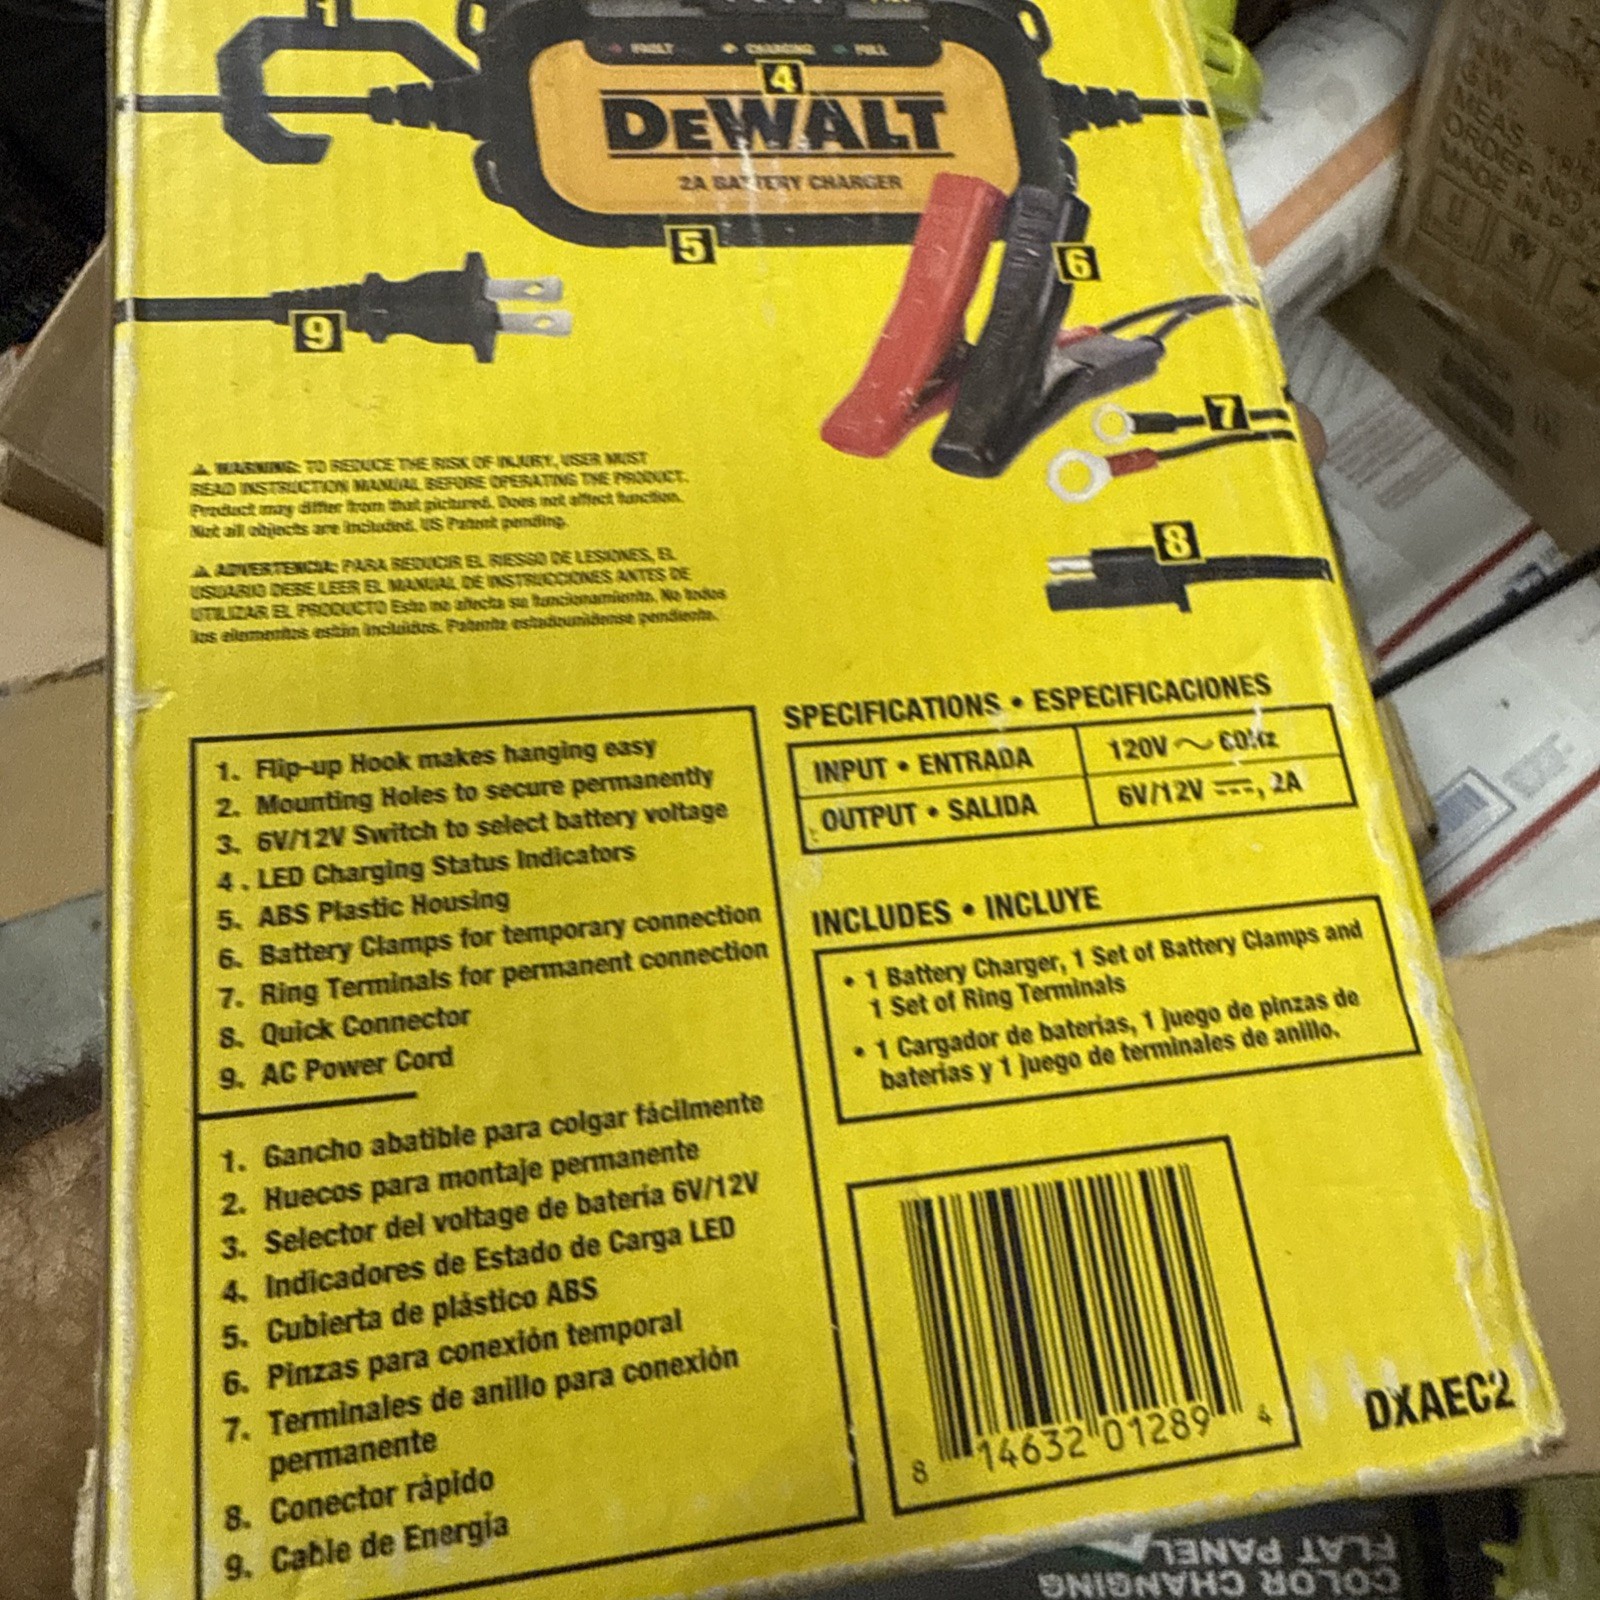 1
FAULT CHARGING FULL
4
DEWALT
2A BATTERY CHARGER
5
6
9
7
8
⚠ WARNING: TO REDUCE THE RISK OF INJURY, USER MUST
READ INSTRUCTION MANUAL BEFORE OPERATING THE PRODUCT.
Product may differ from that pictured. Does not affect function.
Not all objects are included. US Patent pending.
⚠ ADVERTENCIA: PARA REDUCIR EL RIESGO DE LESIONES, EL
USUARIO DEBE LEER EL MANUAL DE INSTRUCCIONES ANTES DE
UTILIZAR EL PRODUCTO Esto no afecta su funcionamiento. No todos
los elementos están incluidos. Patente estadounidense pendiente.
1. Flip-up Hook makes hanging easy
2. Mounting Holes to secure permanently
3. 6V/12V Switch to select battery voltage
4. LED Charging Status Indicators
5. ABS Plastic Housing
6. Battery Clamps for temporary connection
7. Ring Terminals for permanent connection
8. Quick Connector
9. AC Power Cord
1. Gancho abatible para colgar fácilmente
2. Huecos para montaje permanente
3. Selector del voltage de batería 6V/12V
4. Indicadores de Estado de Carga LED
5. Cubierta de plástico ABS
6. Pinzas para conexión temporal
7. Terminales de anillo para conexión
permanente
8. Conector rápido
9. Cable de Energía
SPECIFICATIONS • ESPECIFICACIONES
INPUT • ENTRADA 120V ~ 60Hz
OUTPUT • SALIDA 6V/12V ⎓, 2A
INCLUDES • INCLUYE
• 1 Battery Charger, 1 Set of Battery Clamps and
1 Set of Ring Terminals
• 1 Cargador de baterías, 1 juego de pinzas de
baterías y 1 juego de terminales de anillo.
8 14632 01289 4
DXAEC2
MEAS
ORDER NO
MADE IN
COLOR CHANGING
FLAT PANEL